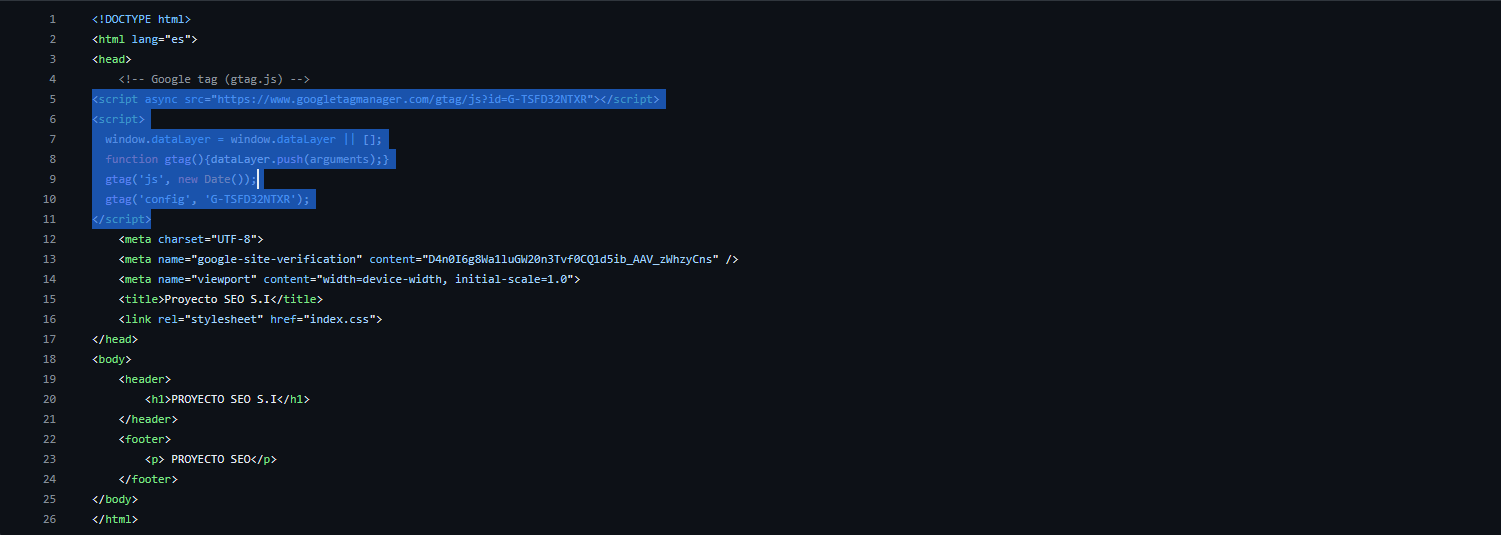 1 <!DOCTYPE html>
2 <html lang="es">
3 <head>
4 <!-- Google tag (gtag.js) -->
5 <script async src="https://www.googletagmanager.com/gtag/js?id=G-TSFD32NTXR"></script>
6 <script>
7 window.dataLayer = window.dataLayer || [];
8 function gtag(){dataLayer.push(arguments);}
9 gtag('js', new Date());
10 gtag('config', 'G-TSFD32NTXR');
11 </script>
12 <meta charset="UTF-8">
13 <meta name="google-site-verification" content="D4n0I6g8Wa1luGW20n3Tvf0CQ1d5ib_AAV_zWhzyCns" />
14 <meta name="viewport" content="width=device-width, initial-scale=1.0">
15 <title>Proyecto SEO S.I</title>
16 <link rel="stylesheet" href="index.css">
17 </head>
18 <body>
19 <header>
20 <h1>PROYECTO SEO S.I</h1>
21 </header>
22 <footer>
23 <p> PROYECTO SEO</p>
24 </footer>
25 </body>
26 </html>